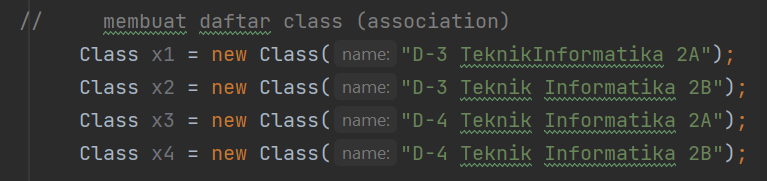 //     membuat daftar class (association)
Class x1 = new Class( name: "D-3 TeknikInformatika 2A");
Class x2 = new Class( name: "D-3 Teknik Informatika 2B");
Class x3 = new Class( name: "D-4 Teknik Informatika 2A");
Class x4 = new Class( name: "D-4 Teknik Informatika 2B");